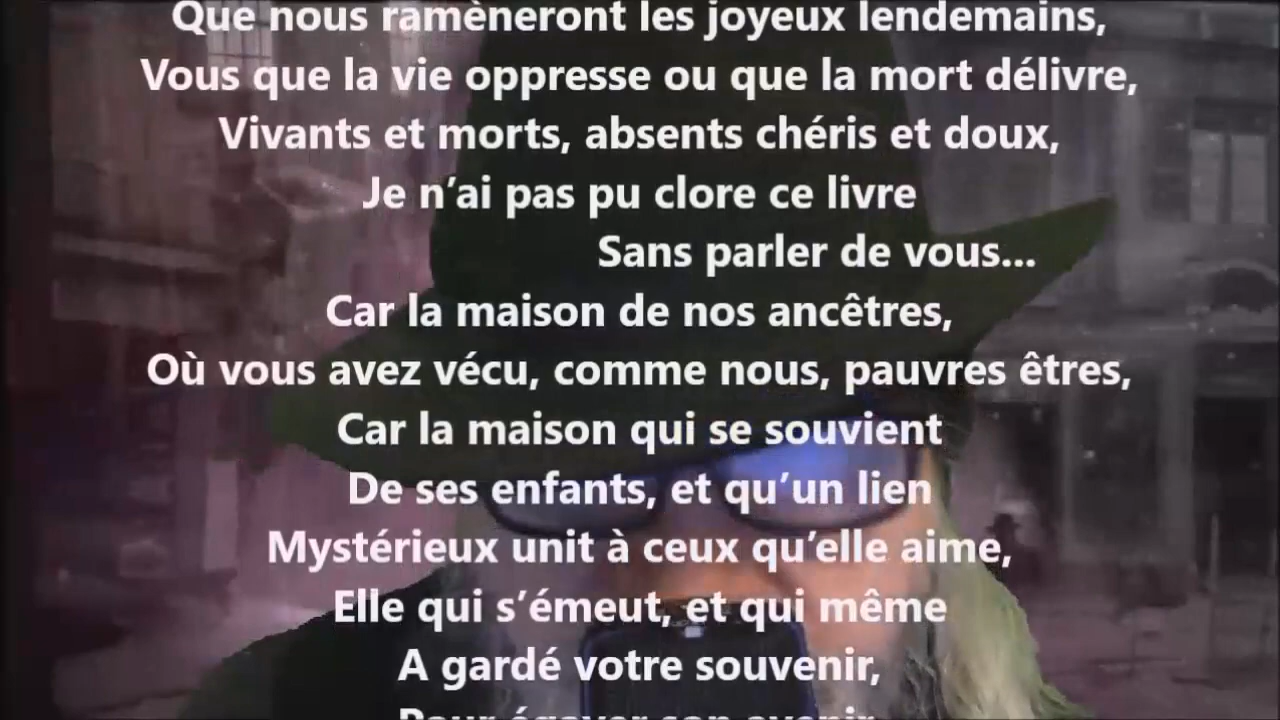 Que nous ramèneront les joyeux lendemains,
Vous que la vie oppresse ou que la mort délivre,
Vivants et morts, absents chéris et doux,
Je n’ai pas pu clore ce livre
Sans parler de vous...
Car la maison de nos ancêtres,
Où vous avez vécu, comme nous, pauvres êtres,
Car la maison qui se souvient
De ses enfants, et qu’un lien
Mystérieux unit à ceux qu’elle aime,
Elle qui s’émeut, et qui même
A gardé votre souvenir,
Pour égayer son avenir